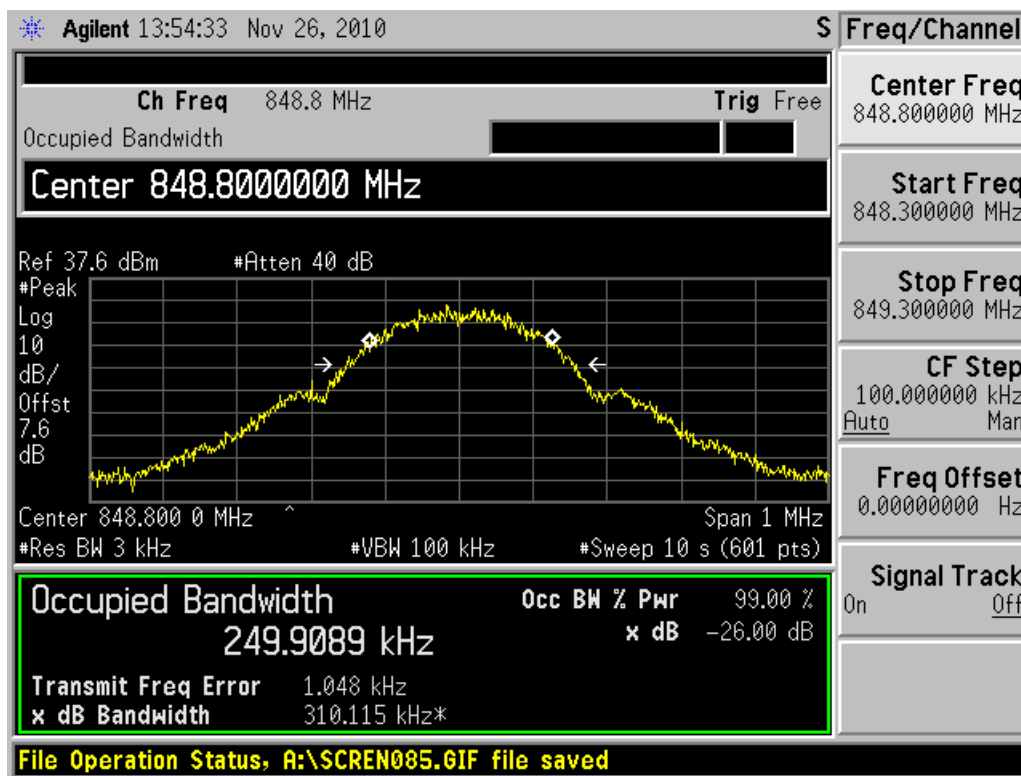 Agilent 13:54:33 Nov 26, 2010 S
Freq/Channel
Ch Freq 848.8 MHz Trig Free
Occupied Bandwidth
Center 848.8000000 MHz
Ref 37.6 dBm #Atten 40 dB
#Peak
Log
10
dB/
Offst
7.6
dB
Center 848.800 0 MHz ^ Span 1 MHz
#Res BW 3 kHz #VBW 100 kHz #Sweep 10 s (601 pts)
Occupied Bandwidth
249.9089 kHz
Occ BW % Pwr 99.00 %
x dB -26.00 dB
Transmit Freq Error 1.048 kHz
x dB Bandwidth 310.115 kHz*
File Operation Status, A:\SCREN085.GIF file saved
Center Freq
848.800000 MHz
Start Freq
848.300000 MHz
Stop Freq
849.300000 MHz
CF Step
100.000000 kHz
Auto Man
Freq Offset
0.00000000 Hz
Signal Track
On Off